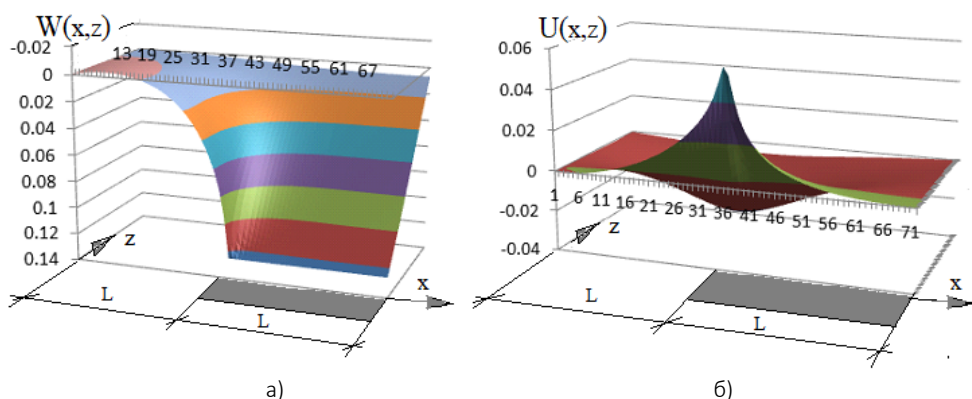 W(x,z)
-0.02
0
0.02
0.04
0.06
0.08
0.1
0.12
0.14
13 19 25 31 37 43 49 55 61 67
z
x
L
L
а)
U(x,z)
0.06
0.04
0.02
0
-0.02
-0.04
1 6 11 16 21 26 31 36 41 46 51 56 61 66 71
z
x
L
L
б)